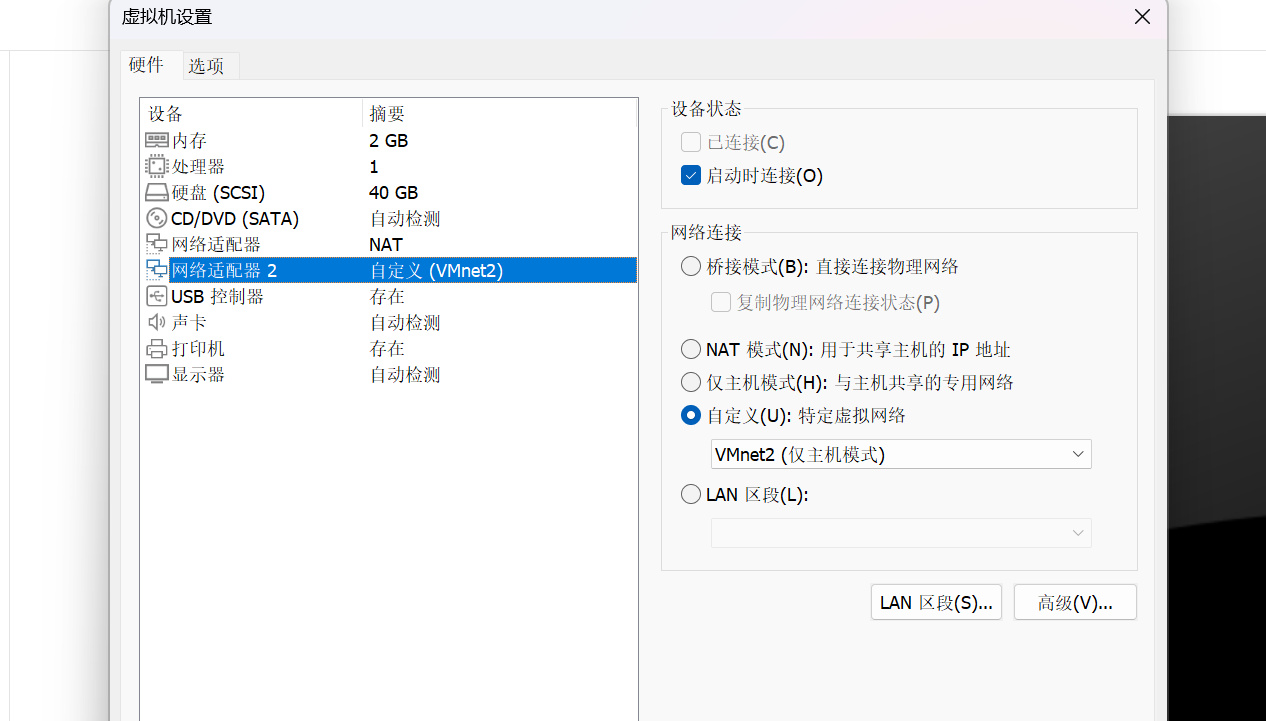 虚拟机设置
硬件 选项
设备 摘要
内存 2 GB
处理器 1
硬盘 (SCSI) 40 GB
CD/DVD (SATA) 自动检测
网络适配器 NAT
网络适配器 2 自定义 (VMnet2)
USB 控制器 存在
声卡 自动检测
打印机 存在
显示器 自动检测
设备状态
已连接(C)
启动时连接(O)
网络连接
桥接模式(B): 直接连接物理网络
复制物理网络连接状态(P)
NAT 模式(N): 用于共享主机的 IP 地址
仅主机模式(H): 与主机共享的专用网络
自定义(U): 特定虚拟网络
VMnet2 (仅主机模式)
LAN 区段(L):
LAN 区段(S)... 高级(V)...